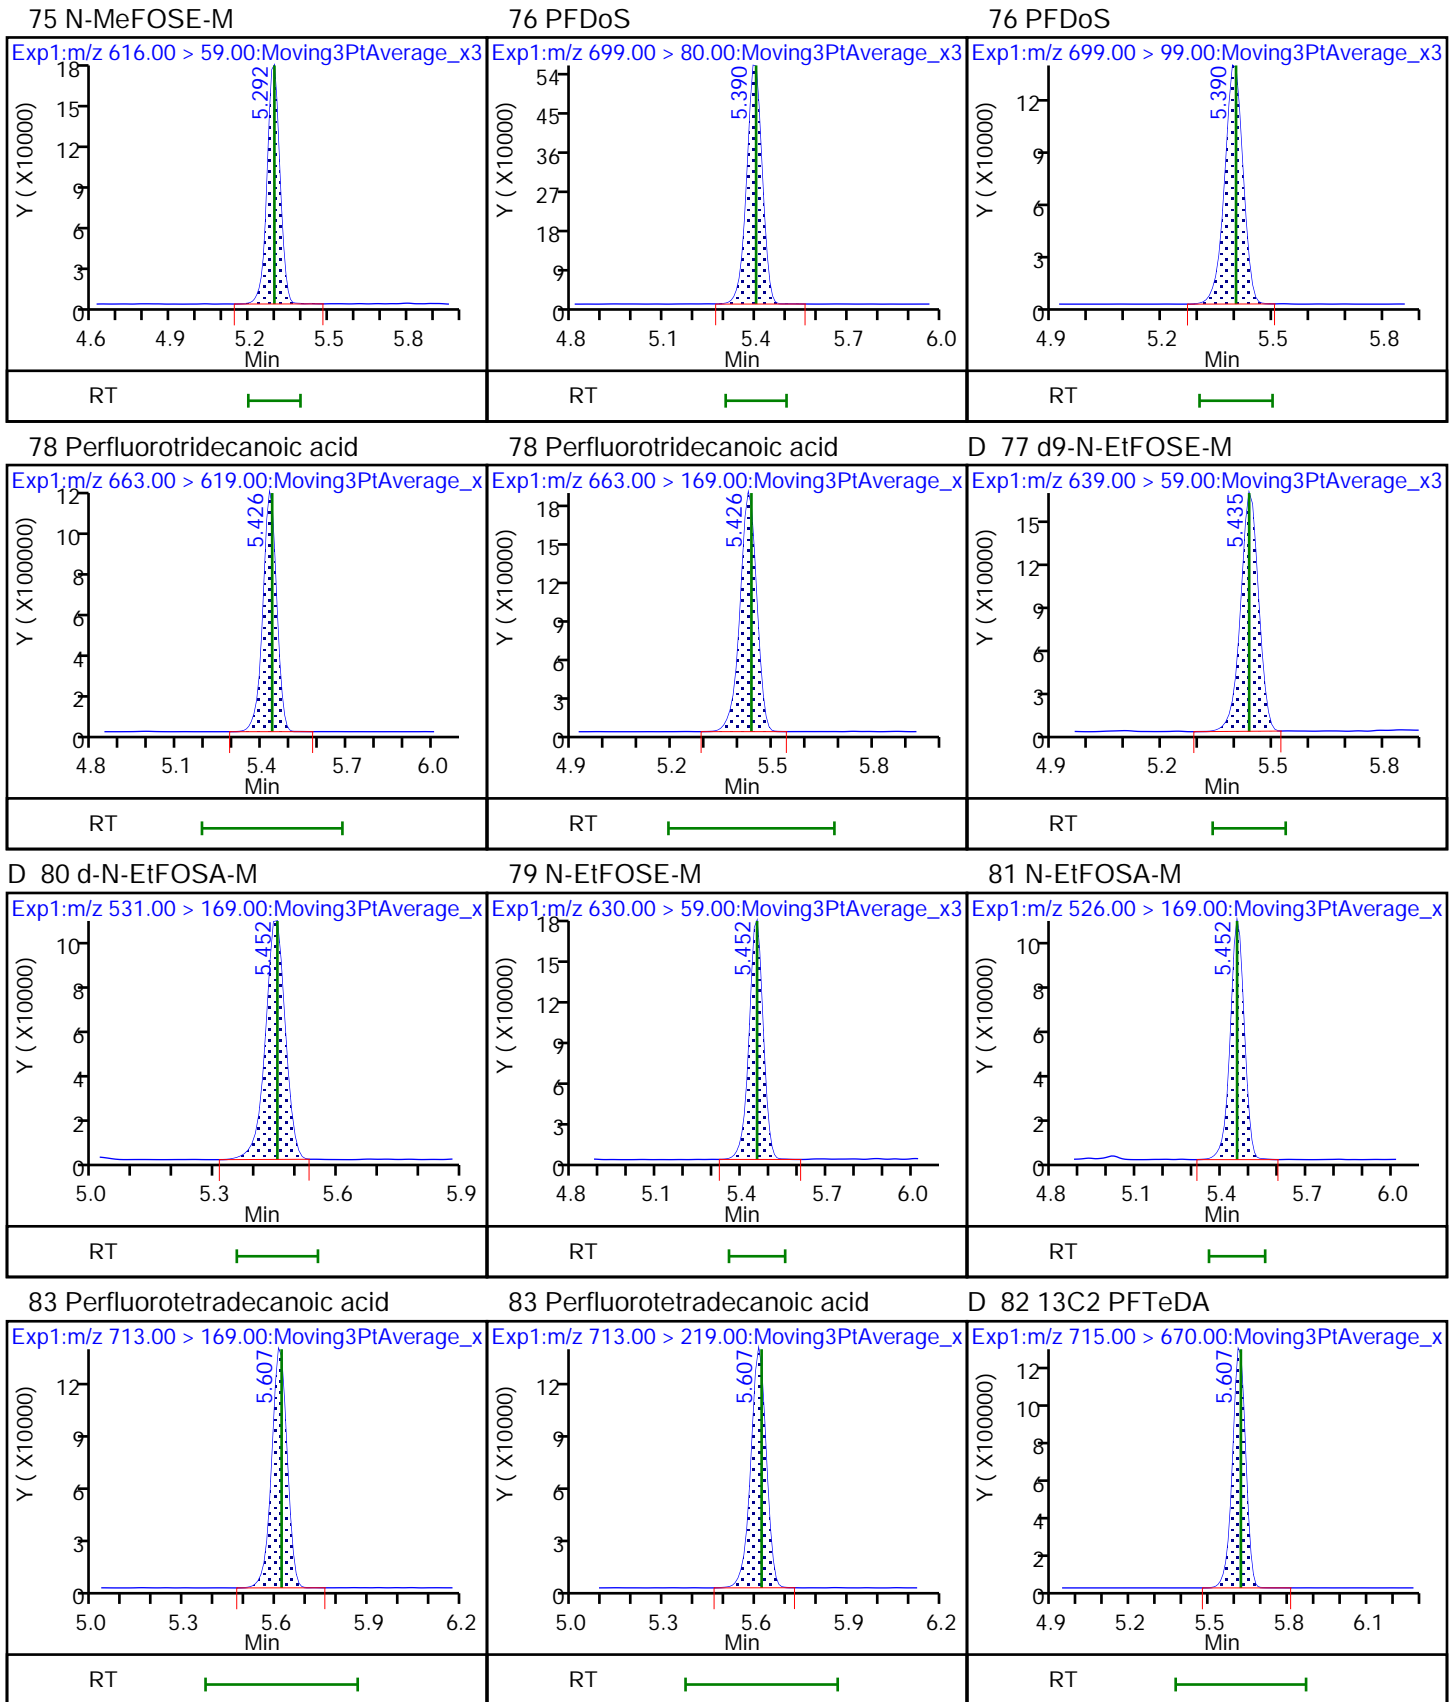 75 N-MeFOSE-M
Exp1:m/z 616.00 > 59.00:Moving3PtAverage_x3
Y ( X10000)
18
15
12
9
6
3
0
5.292
4.6 4.9 5.2 5.5 5.8
Min
RT
76 PFDoS
Exp1:m/z 699.00 > 80.00:Moving3PtAverage_x3
Y ( X10000)
54
45
36
27
18
9
0
5.390
4.8 5.1 5.4 5.7 6.0
Min
RT
76 PFDoS
Exp1:m/z 699.00 > 99.00:Moving3PtAverage_x3
Y ( X10000)
12
9
6
3
0
5.390
4.9 5.2 5.5 5.8
Min
RT
78 Perfluorotridecanoic acid
Exp1:m/z 663.00 > 619.00:Moving3PtAverage_x
Y ( X100000)
12
10
8
6
4
2
0
5.426
4.8 5.1 5.4 5.7 6.0
Min
RT
78 Perfluorotridecanoic acid
Exp1:m/z 663.00 > 169.00:Moving3PtAverage_x
Y ( X10000)
18
15
12
9
6
3
0
5.426
4.9 5.2 5.5 5.8
Min
RT
D 77 d9-N-EtFOSE-M
Exp1:m/z 639.00 > 59.00:Moving3PtAverage_x3
Y ( X10000)
15
12
9
6
3
0
5.435
4.9 5.2 5.5 5.8
Min
RT
D 80 d-N-EtFOSA-M
Exp1:m/z 531.00 > 169.00:Moving3PtAverage_x
Y ( X10000)
10
8
6
4
2
0
5.452
5.0 5.3 5.6 5.9
Min
RT
79 N-EtFOSE-M
Exp1:m/z 630.00 > 59.00:Moving3PtAverage_x3
Y ( X10000)
18
15
12
9
6
3
0
5.452
4.8 5.1 5.4 5.7 6.0
Min
RT
81 N-EtFOSA-M
Exp1:m/z 526.00 > 169.00:Moving3PtAverage_x
Y ( X10000)
10
8
6
4
2
0
5.452
4.8 5.1 5.4 5.7 6.0
Min
RT
83 Perfluorotetradecanoic acid
Exp1:m/z 713.00 > 169.00:Moving3PtAverage_x
Y ( X10000)
12
9
6
3
0
5.607
5.0 5.3 5.6 5.9 6.2
Min
RT
83 Perfluorotetradecanoic acid
Exp1:m/z 713.00 > 219.00:Moving3PtAverage_x
Y ( X10000)
12
9
6
3
0
5.607
5.0 5.3 5.6 5.9 6.2
Min
RT
D 82 13C2 PFTeDA
Exp1:m/z 715.00 > 670.00:Moving3PtAverage_x
Y ( X100000)
12
10
8
6
4
2
0
5.607
4.9 5.2 5.5 5.8 6.1
Min
RT